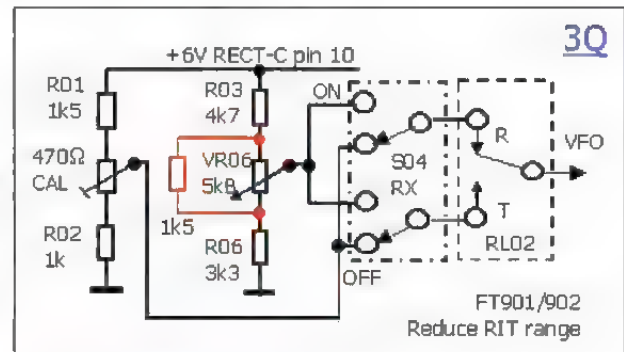 3Q
+6V RECT-C pin 10
R01
1k5
R03
4k7
ON
470Ω
CAL
VR06
5kB
S04
RX
R
VFO
T
RL02
1k5
R02
1k
R06
3k3
OFF
FT901/902
Reduce RIT range